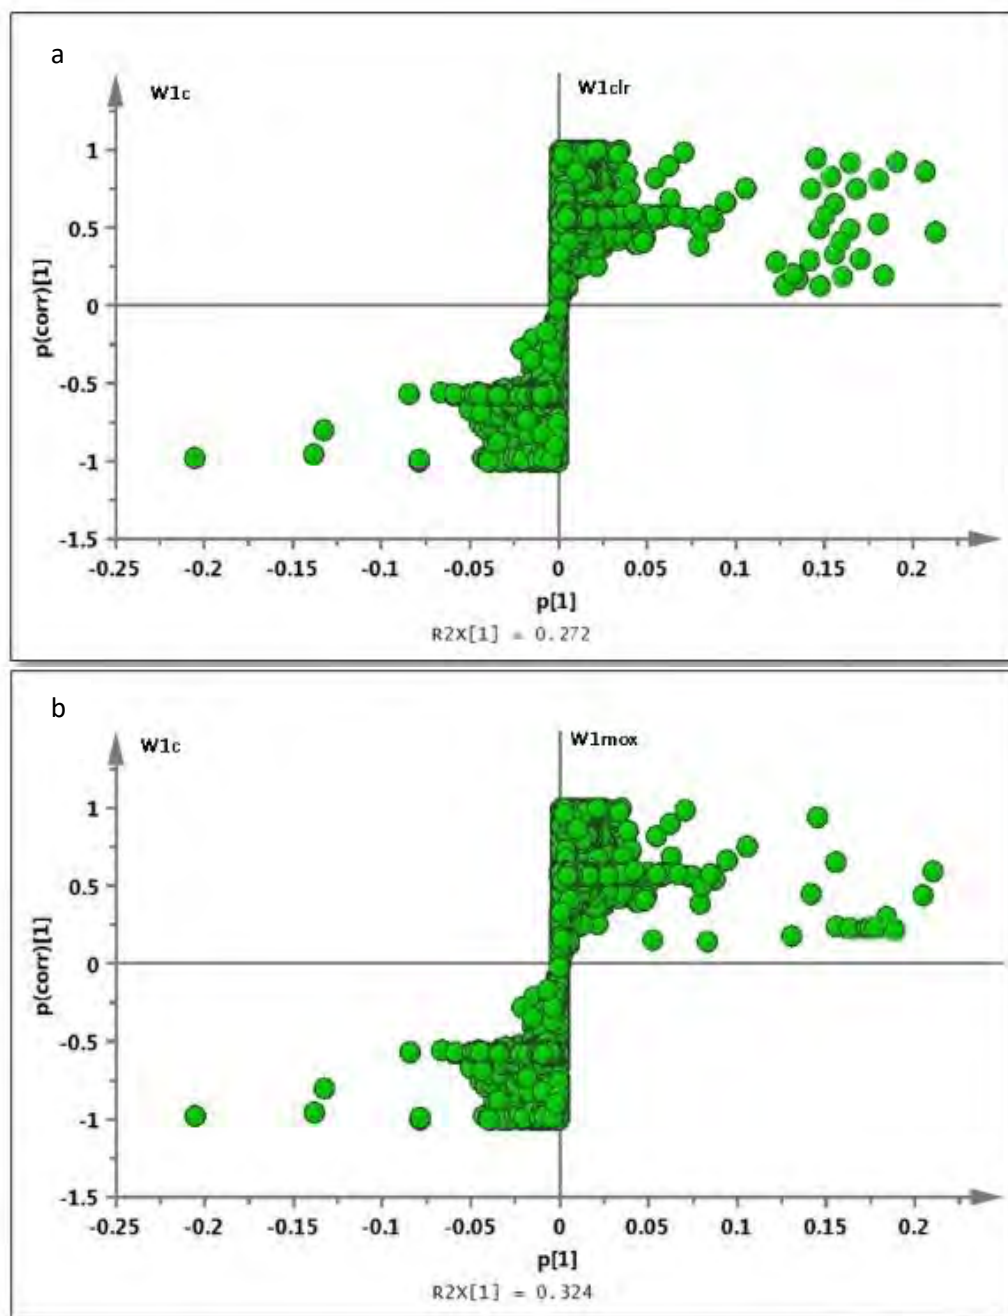 a
W1c
W1clr
1
0.5
0
-0.5
-1
-1.5
p(corr)[1]
-0.25 -0.2 -0.15 -0.1 -0.05 0 0.05 0.1 0.15 0.2
p[1]
R2X[1] = 0.272
b
W1c
W1mox
1
0.5
0
-0.5
-1
-1.5
p(corr)[1]
-0.25 -0.2 -0.15 -0.1 -0.05 0 0.05 0.1 0.15 0.2
p[1]
R2X[1] = 0.324